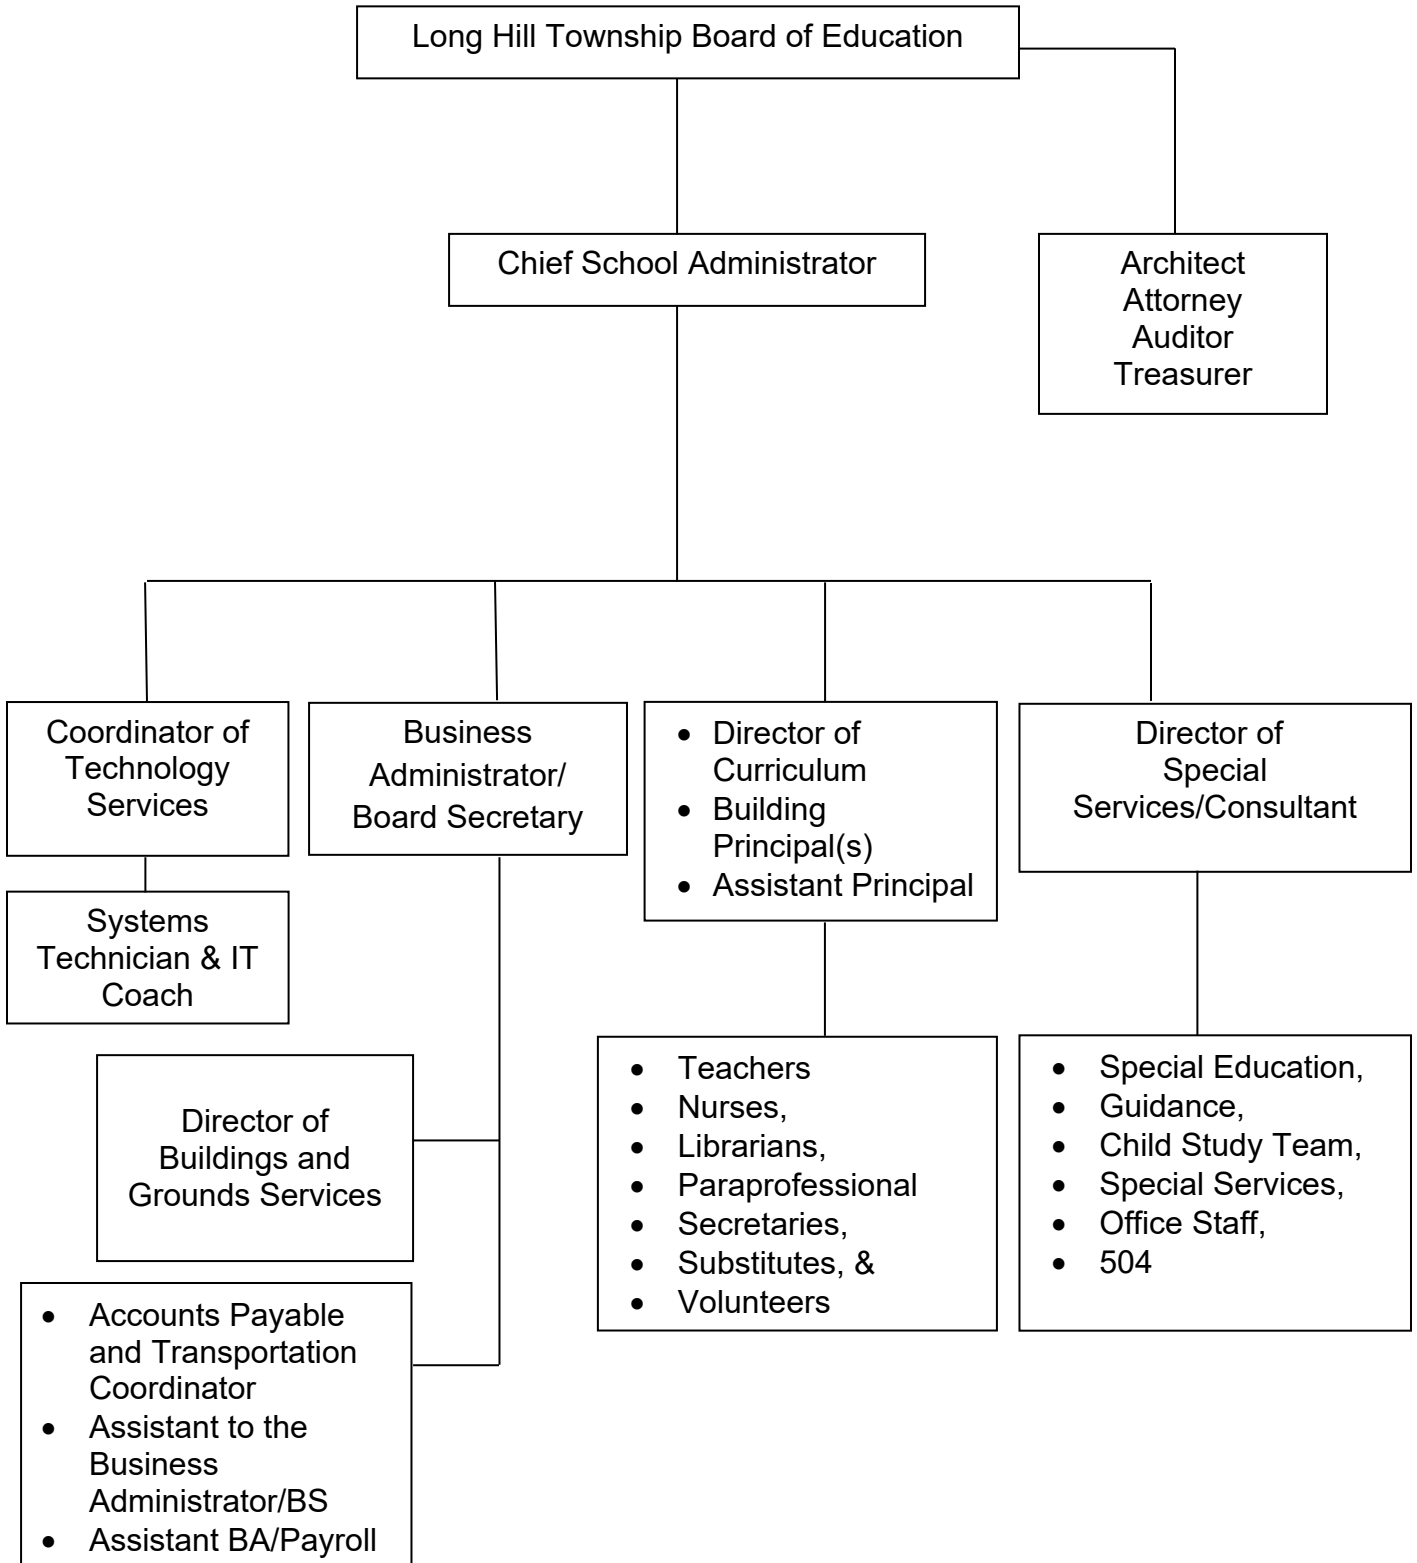 Long Hill Township Board of Education
Chief School Administrator
Architect
Attorney
Auditor
Treasurer
Coordinator of
Technology
Services
Business
Administrator/
Board Secretary
• Director of
Curriculum
• Building
Principal(s)
• Assistant Principal
Director of
Special
Services/Consultant
Systems
Technician & IT
Coach
Director of
Buildings and
Grounds Services
• Teachers
• Nurses,
• Librarians,
• Paraprofessional
• Secretaries,
• Substitutes, &
• Volunteers
• Special Education,
• Guidance,
• Child Study Team,
• Special Services,
• Office Staff,
• 504
• Accounts Payable
and Transportation
Coordinator
• Assistant to the
Business
Administrator/BS
• Assistant BA/Payroll